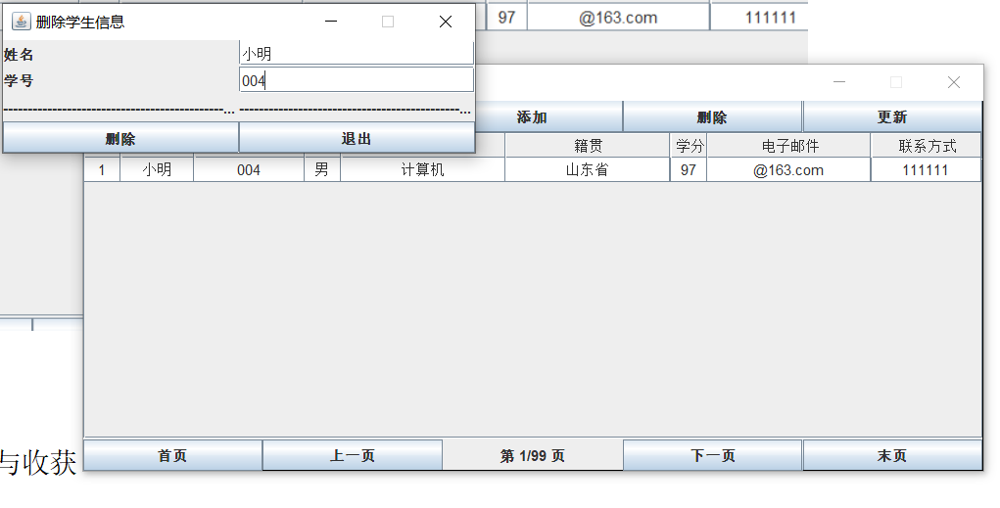 97 @163.com 111111
删除学生信息
姓名 小明
学号 004
----------------------------------------... ----------------------------------------...
删除 退出
添加 删除 更新
籍贯 学分 电子邮件 联系方式
1 小明 004 男 计算机 山东省 97 @163.com 111111
首页 上一页 第 1/99 页 下一页 末页
与收获